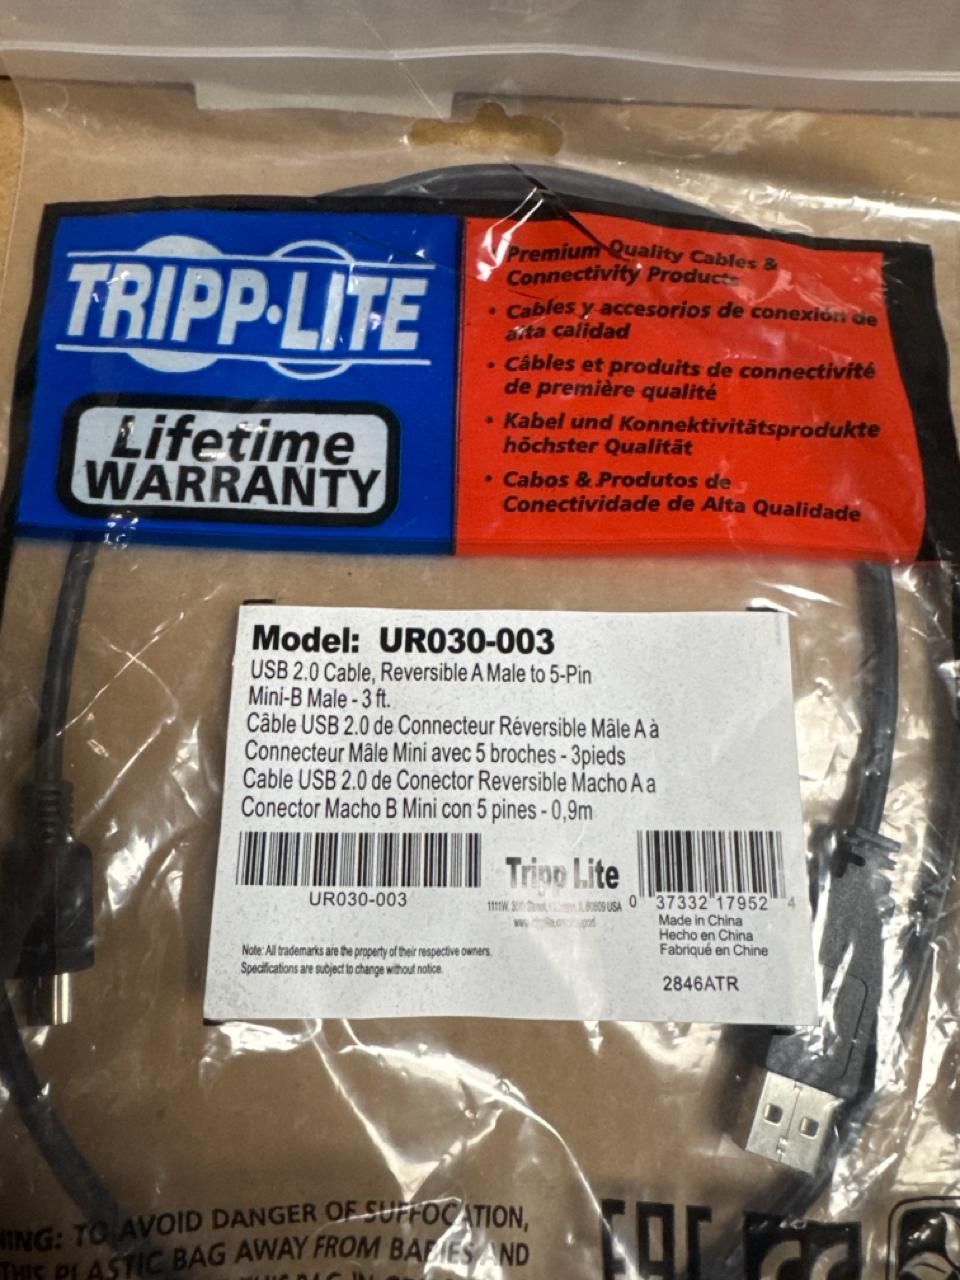 TRIPP·LITE
Lifetime
WARRANTY
• Premium Quality Cables &
Connectivity Products
• Cables y accesorios de conexión de
alta calidad
• Câbles et produits de connectivité
de première qualité
• Kabel und Konnektivitätsprodukte
höchster Qualität
• Cabos & Produtos de
Conectividade de Alta Qualidade
Model: UR030-003
USB 2.0 Cable, Reversible A Male to 5-Pin
Mini-B Male - 3 ft.
Câble USB 2.0 de Connecteur Réversible Mâle A à
Connecteur Mâle Mini avec 5 broches - 3pieds
Cable USB 2.0 de Conector Reversible Macho A a
Conector Macho B Mini con 5 pines - 0,9m
UR030-003
Tripp Lite
1111W. Street, IL 60609 USA
0 37332 17952 4
Made in China
Hecho en China
Fabriqué en Chine
Note: All trademarks are the property of their respective owners.
Specifications are subject to change without notice.
2846ATR
TO AVOID DANGER OF SUFFOCATION,
PLASTIC BAG AWAY FROM BABIES AND
EAC